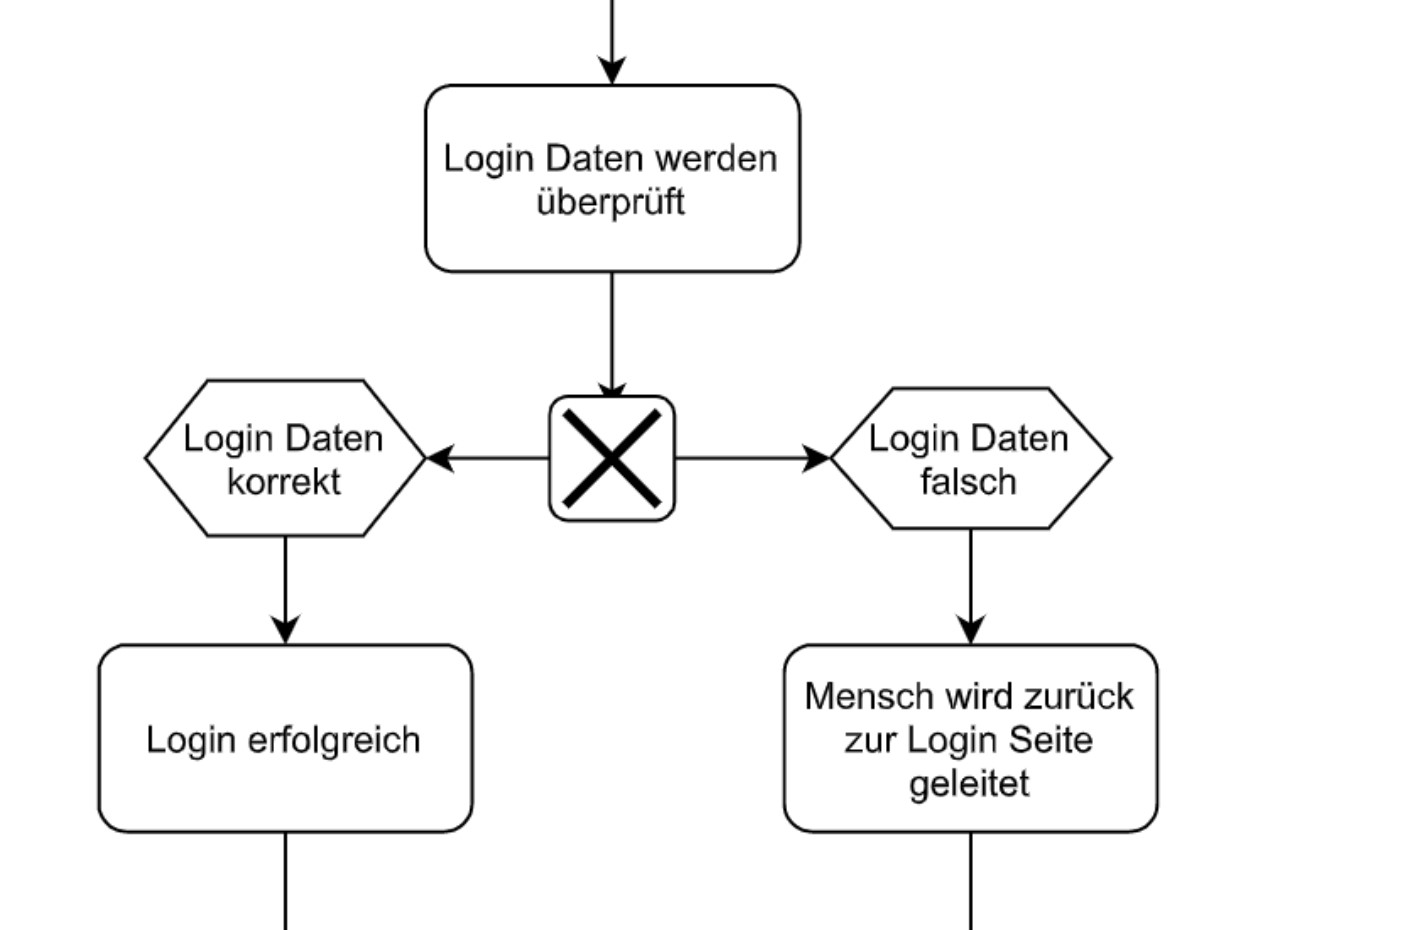 Login Daten werden
überprüft
Login Daten
korrekt
Login Daten
falsch
Login erfolgreich
Mensch wird zurück
zur Login Seite
geleitet